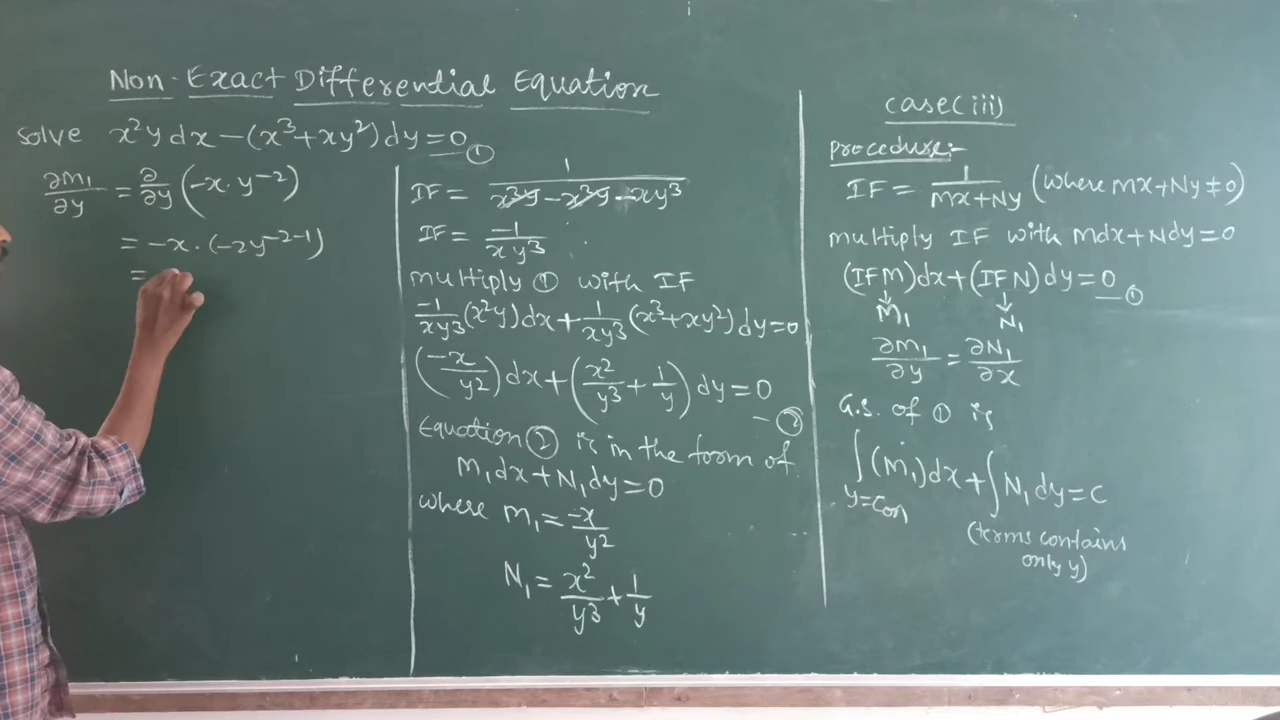 Non-Exact Differential Equation
Solve x²y dx - (x³+xy²) dy = 0 —①
∂M₁/∂y = ∂/∂y (-x·y⁻²)
= -x·(-2y⁻²⁻¹)
=
IF = 1/(x³y - x³y - xy³)
IF = -1/xy³
multiply ① with IF
-1/xy³ (x²y) dx + 1/xy³ (x³+xy²) dy = 0
(-x/y²) dx + (x²/y³ + 1/y) dy = 0
—②
Equation ② is in the form of
M₁dx + N₁dy = 0
where M₁ = -x/y²
N₁ = x²/y³ + 1/y
case(iii)
Procedure:-
IF = 1/(Mx+Ny) (where Mx+Ny ≠ 0)
multiply IF with Mdx+Ndy=0
(IFM)dx + (IFN)dy = 0 —①
↓ ↓
M₁ N₁
∂M₁/∂y = ∂N₁/∂x
G.S. of ① is
∫(M₁)dx + ∫N₁dy = C
y=con
(terms contains
only y)